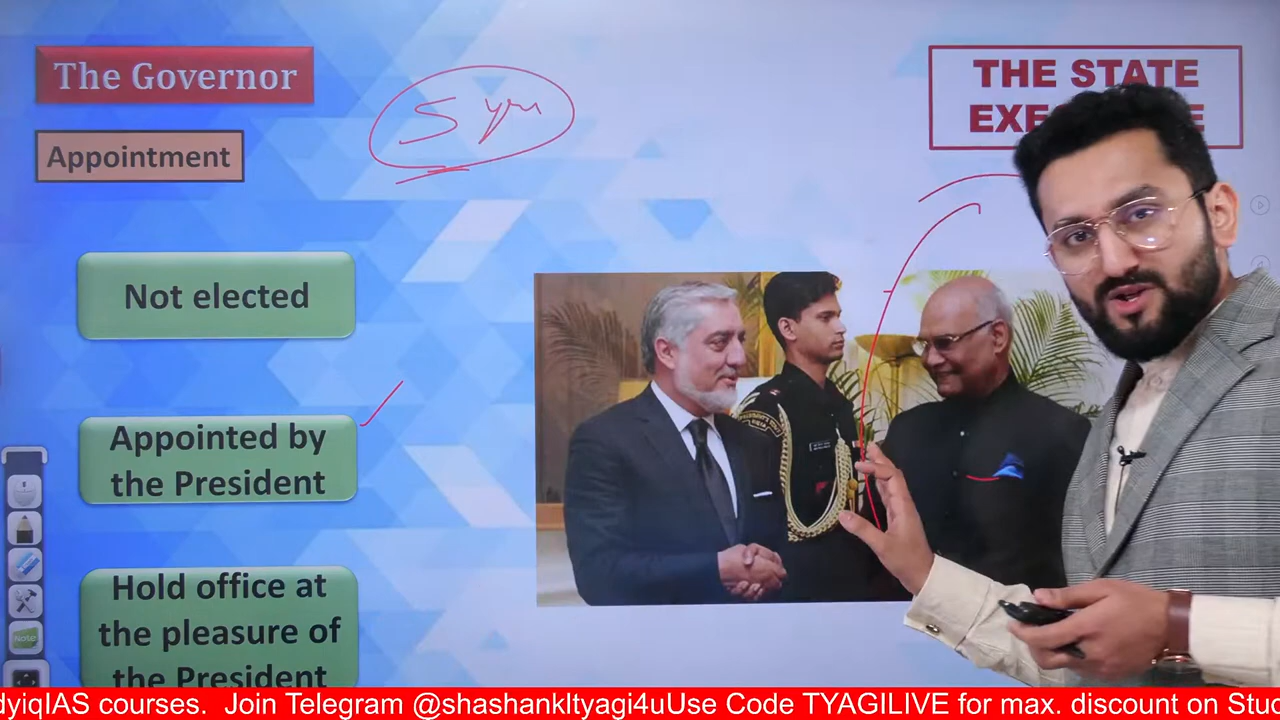 The Governor
5 yrs
THE STATE
Appointment
Not elected
Appointed by
the President
Hold office at
the pleasure of
the President
Note
dyiqIAS courses. Join Telegram @shashankltyagi4uUse Code TYAGILIVE for max. discount on Stud